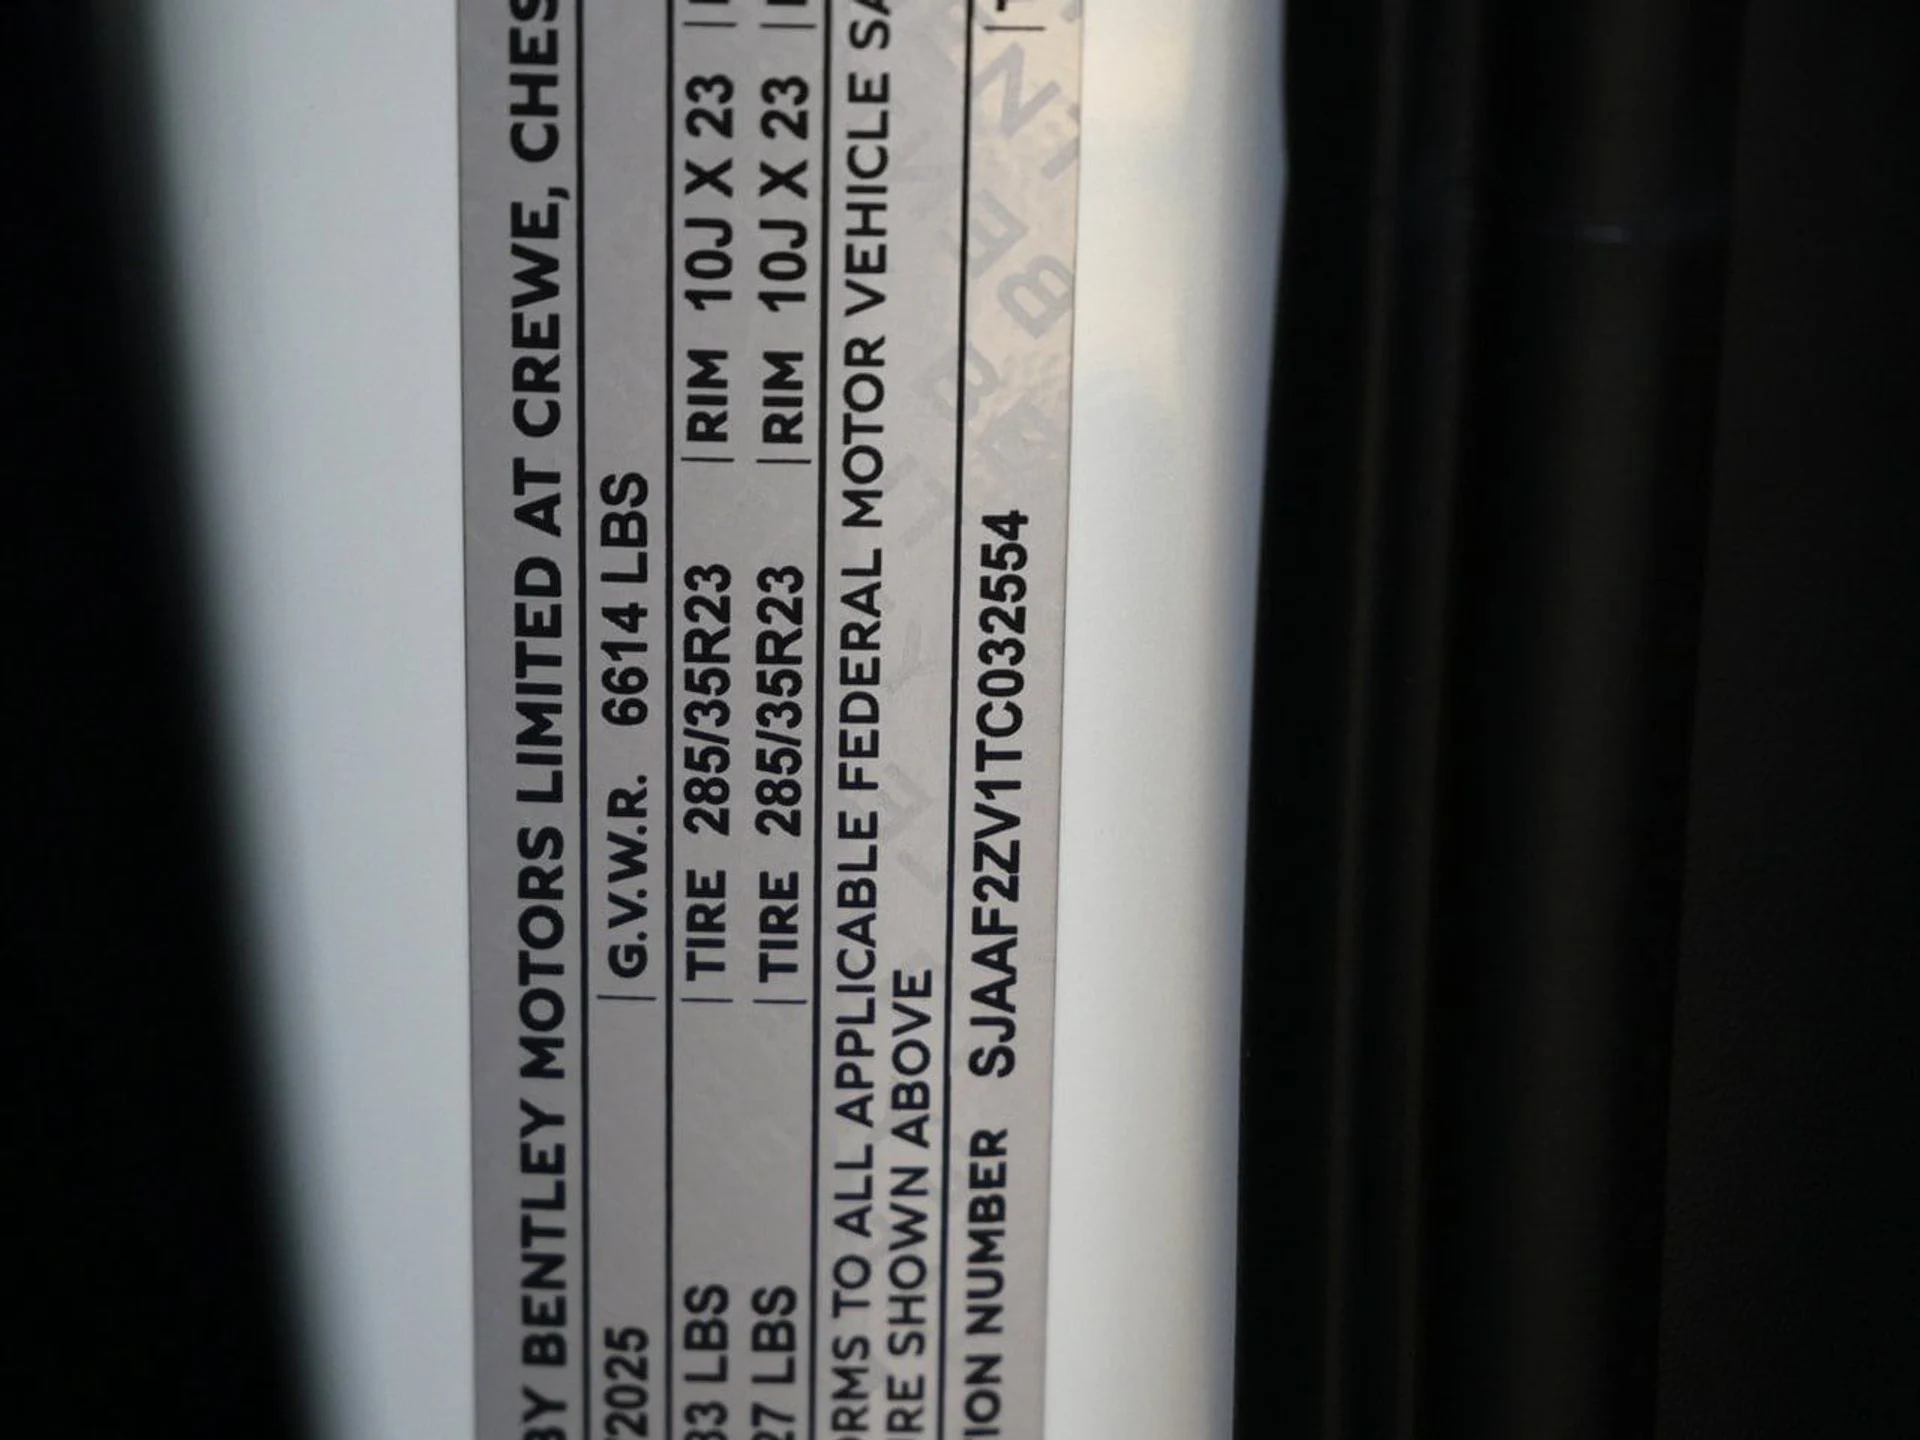 BY BENTLEY MOTORS LIMITED AT CREWE, CHES
/2025 | G.V.W.R. 6614 LBS
33 LBS | TIRE 285/35R23 | RIM 10J X 23 |
27 LBS | TIRE 285/35R23 | RIM 10J X 23 |
ORMS TO ALL APPLICABLE FEDERAL MOTOR VEHICLE SA
RE SHOWN ABOVE
ION NUMBER SJAAF2ZV1TC032554 |